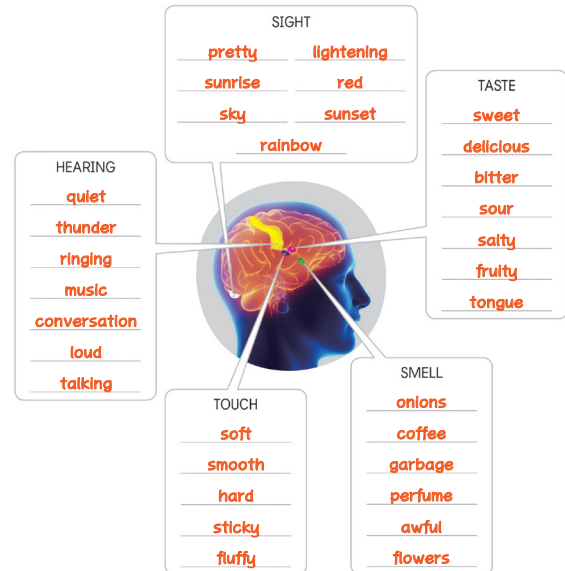 SIGHT
pretty lightening
sunrise red
sky sunset
rainbow
TASTE
sweet
delicious
bitter
sour
salty
fruity
tongue
HEARING
quiet
thunder
ringing
music
conversation
loud
talking
TOUCH
soft
smooth
hard
sticky
fluffy
SMELL
onions
coffee
garbage
perfume
awful
flowers